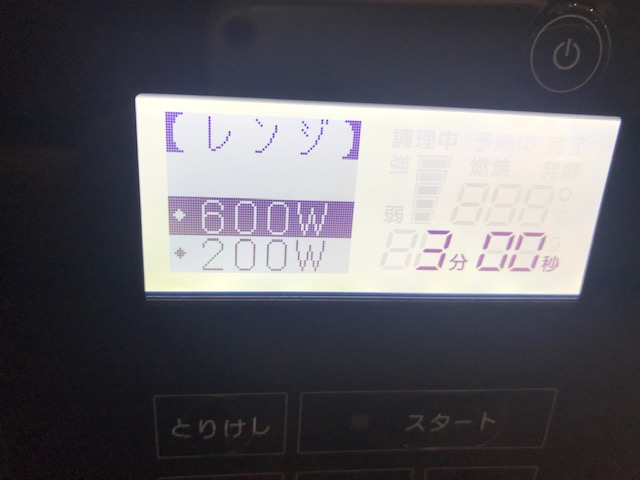 【レンジ】
600W
200W
調理中 予熱中 完了
強 燃焼 発酵
弱
3分00秒
とりけし
スタート